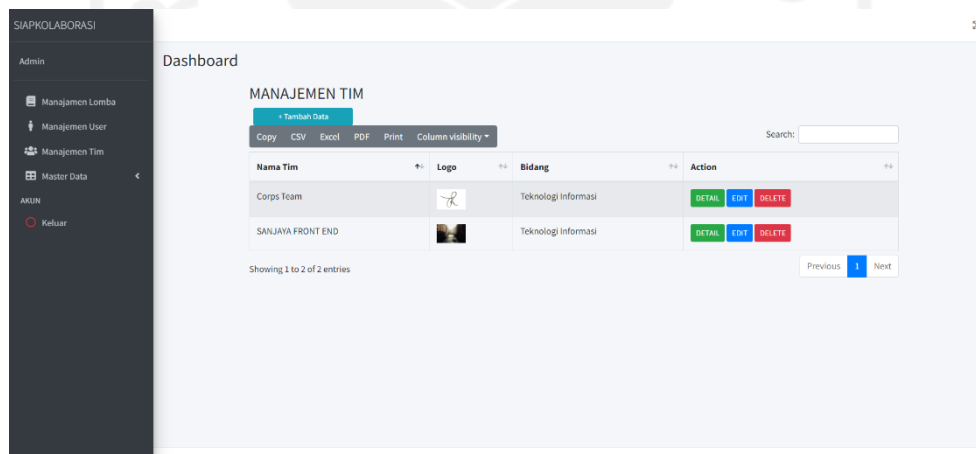 SIAPKOLABORASI
Admin
Manajamen Lomba
Manajemen User
Manajemen Tim
Master Data
AKUN
Keluar
Dashboard
MANAJEMEN TIM
+ Tambah Data
Copy CSV Excel PDF Print Column visibility
Search:
Nama Tim Logo Bidang Action
Corps Team Teknologi Informasi DETAIL EDIT DELETE
SANJAYA FRONT END Teknologi Informasi DETAIL EDIT DELETE
Showing 1 to 2 of 2 entries
Previous 1 Next